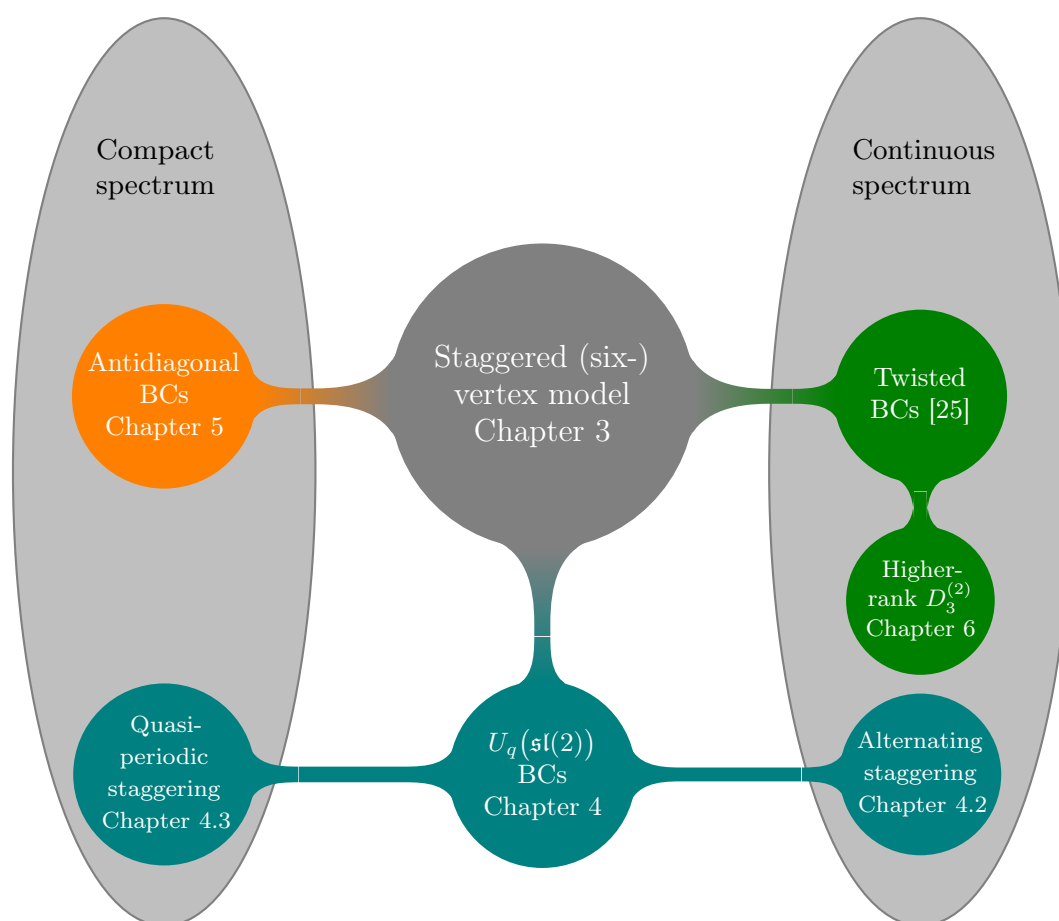 Compact
spectrum
Continuous
spectrum
Antidiagonal
BCs
Chapter 5
Staggered (six-)
vertex model
Chapter 3
Twisted
BCs [25]
Higher-
rank $D_3^{(2)}$
Chapter 6
Quasi-
periodic
staggering
Chapter 4.3
$U_q(\mathfrak{sl}(2))$
BCs
Chapter 4
Alternating
staggering
Chapter 4.2